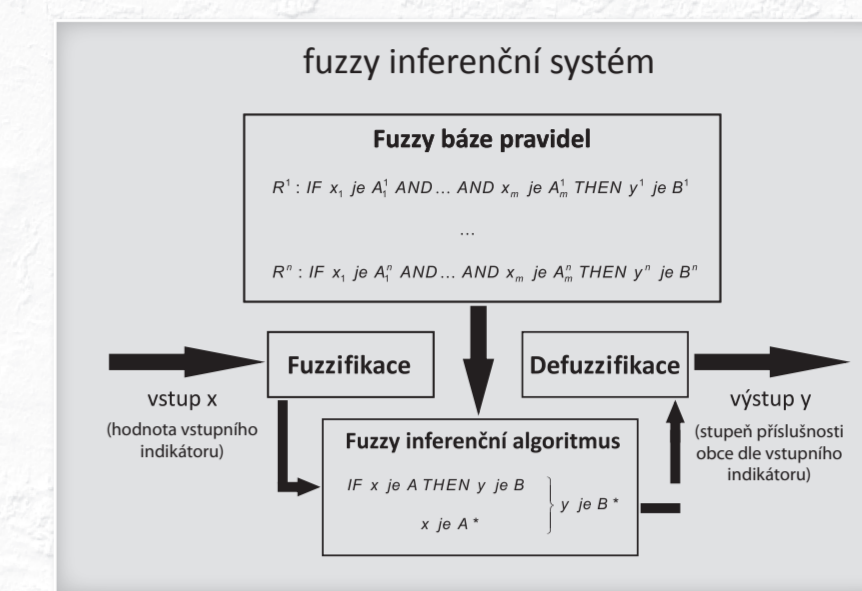 fuzzy inferenční systém
Fuzzy báze pravidel
R¹ : IF x₁ je A₁¹ AND... AND xₘ je Aₘ¹ THEN y¹ je B¹
...
Rⁿ : IF x₁ je A₁ⁿ AND... AND xₘ je Aₘⁿ THEN yⁿ je Bⁿ
Fuzzifikace
Defuzzifikace
vstup x
(hodnota vstupního
indikátoru)
výstup y
(stupeň příslušnosti
obce dle vstupního
indikátoru)
Fuzzy inferenční algoritmus
IF x je A THEN y je B
x je A*
} y je B*